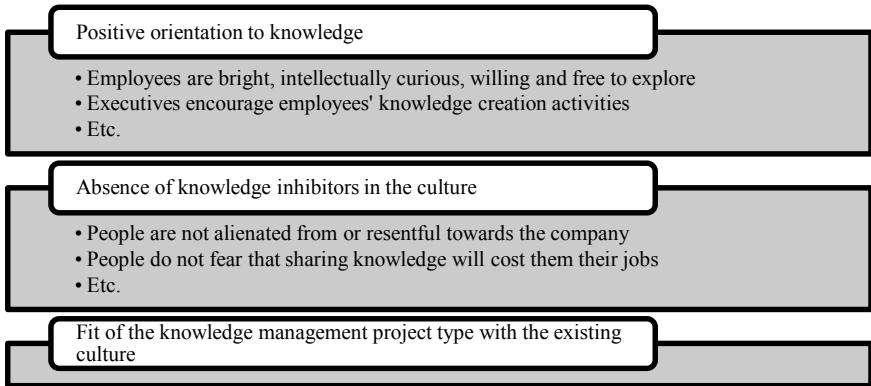 Positive orientation to knowledge
• Employees are bright, intellectually curious, willing and free to explore
• Executives encourage employees' knowledge creation activities
• Etc.
Absence of knowledge inhibitors in the culture
• People are not alienated from or resentful towards the company
• People do not fear that sharing knowledge will cost them their jobs
• Etc.
Fit of the knowledge management project type with the existing
culture